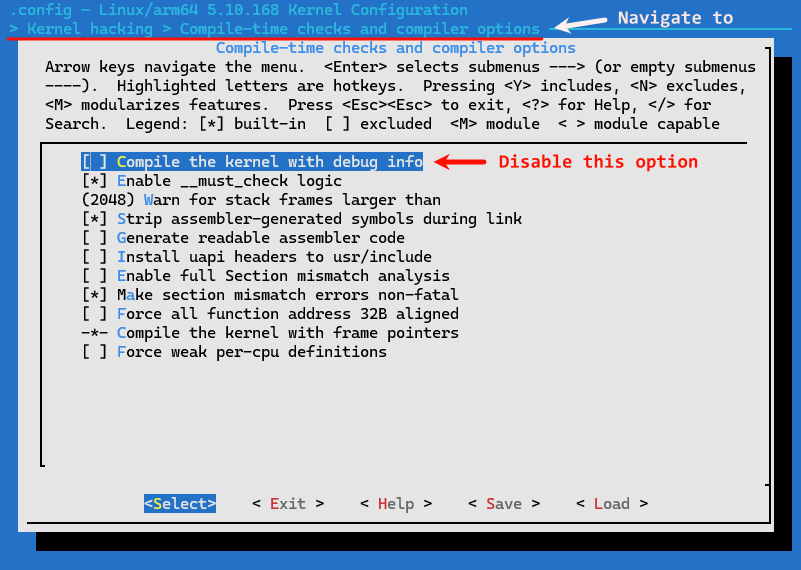 .config - Linux/arm64 5.10.168 Kernel Configuration
> Kernel hacking > Compile-time checks and compiler options
Navigate to
Compile-time checks and compiler options
Arrow keys navigate the menu.  <Enter> selects submenus ---> (or empty submenus
----).  Highlighted letters are hotkeys.  Pressing <Y> includes, <N> excludes,
<M> modularizes features.  Press <Esc><Esc> to exit, <?> for Help, </> for
Search.  Legend: [*] built-in  [ ] excluded  <M> module  < > module capable
[ ] Compile the kernel with debug info
Disable this option
[*] Enable __must_check logic
(2048) Warn for stack frames larger than
[*] Strip assembler-generated symbols during link
[ ] Generate readable assembler code
[ ] Install uapi headers to usr/include
[ ] Enable full Section mismatch analysis
[*] Make section mismatch errors non-fatal
[ ] Force all function address 32B aligned
-*- Compile the kernel with frame pointers
[ ] Force weak per-cpu definitions
<Select>    < Exit >    < Help >    < Save >    < Load >